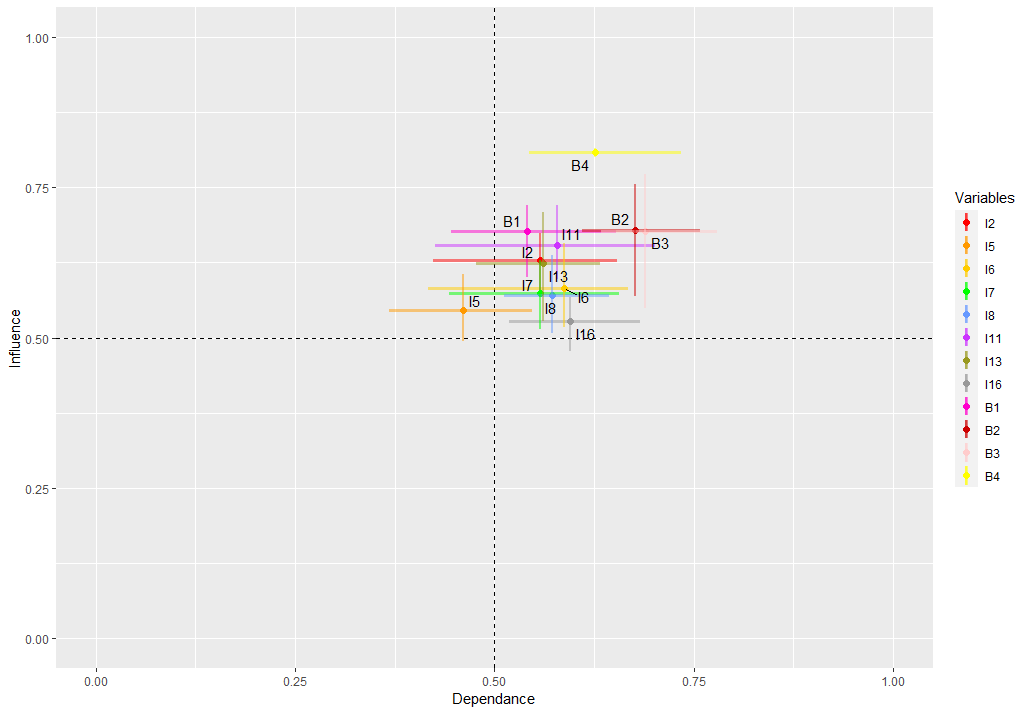 1.00
0.75
0.50
0.25
0.00
Influence
B4
B1
B2
I11
B3
I2
I13
I7
I6
I5
I8
I16
0.00
0.25
0.50
0.75
1.00
Dependance
Variables
I2
I5
I6
I7
I8
I11
I13
I16
B1
B2
B3
B4